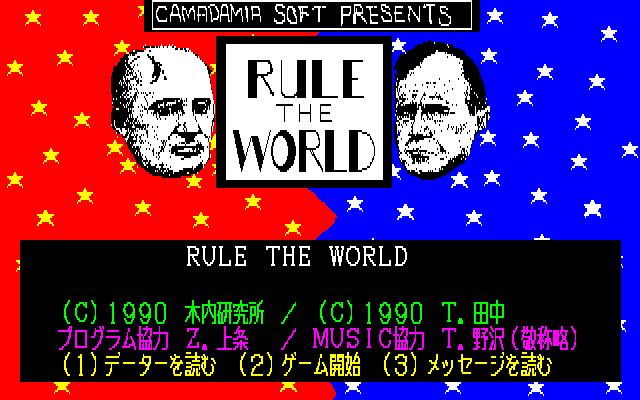 CAMADAMIA SOFT PRESENTS
RULE
THE
WORLD
RULE THE WORLD
(C)1990 木内研究所 / (C)1990 T.田中
プログラム協力 Z.上条 / MUSIC協力 T.野沢(敬称略)
(1)データーを読む (2)ゲーム開始 (3)メッセージを読む